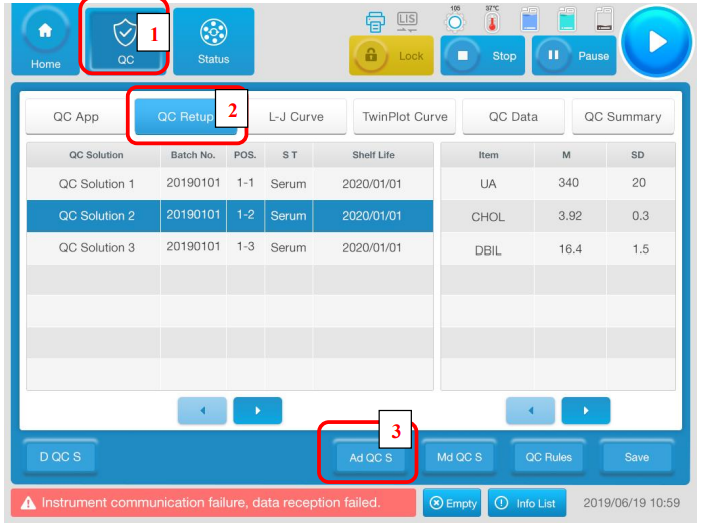 105 37°C
LIS
1
Home QC Status Lock Stop Pause
2
QC App QC Retup L-J Curve TwinPlot Curve QC Data QC Summary
QC Solution Batch No. POS. S T Shelf Life Item M SD
QC Solution 1 20190101 1-1 Serum 2020/01/01 UA 340 20
QC Solution 2 20190101 1-2 Serum 2020/01/01 CHOL 3.92 0.3
QC Solution 3 20190101 1-3 Serum 2020/01/01 DBIL 16.4 1.5
3
D QC S Ad QC S Md QC S QC Rules Save
Instrument communication failure, data reception failed. Empty Info List 2019/06/19 10:59